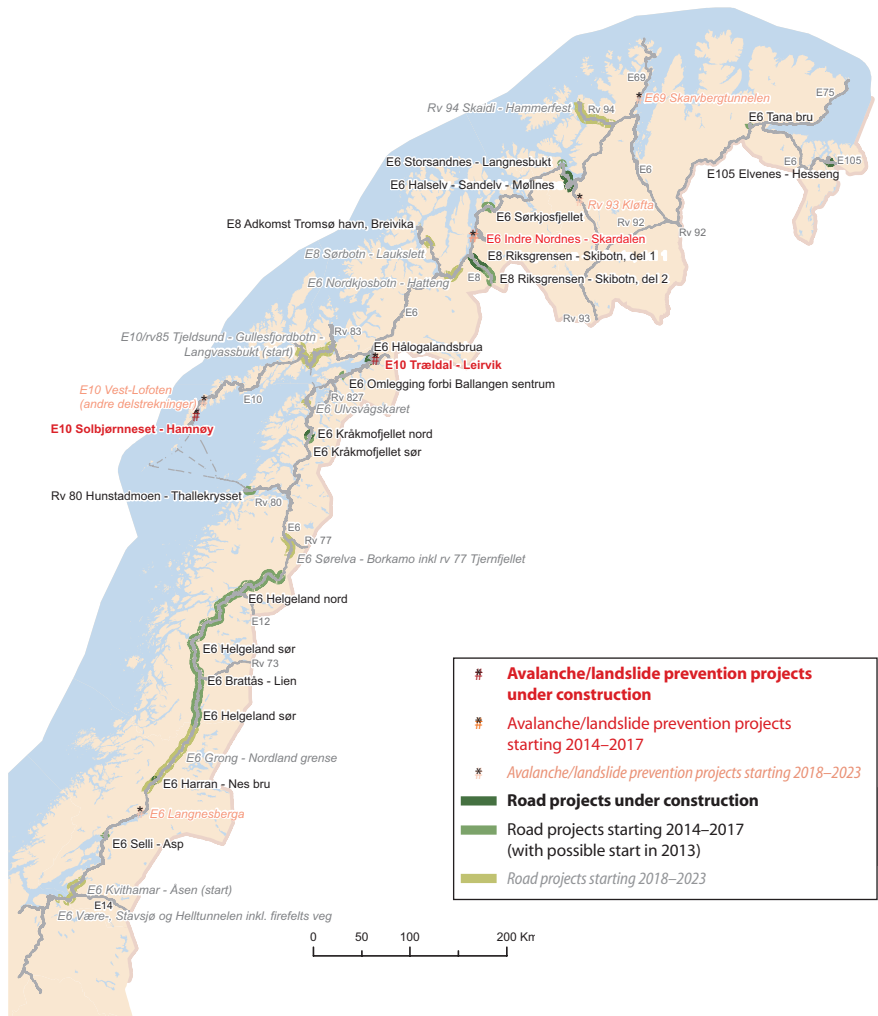 E69
E75
E69 Skarvbergtunnelen
Rv 94 Skaidi - Hammerfest
Rv 94
E6 Tana bru
E6 Storsandnes - Langnesbukt
E6
E6
E105
E105 Elvenes - Hesseng
E6 Halselv - Sandelv - Møllnes
Rv 93 Kløfta
E6 Sørkjosfjellet
E8 Adkomst Tromsø havn, Breivika
Rv 92
Rv 92
E6 Indre Nordnes - Skardalen
E8 Sørbotn - Laukslett
E8 Riksgrensen - Skibotn, del 1
E8
E8 Riksgrensen - Skibotn, del 2
E6 Nordkjosbotn - Hatteng
E6
Rv 93
E10/rv85 Tjeldsund - Gullesfjordbotn -
Langvassbukt (start)
Rv 83
E6 Hålogalandsbrua
E10 Trældal - Leirvik
E6 Omlegging forbi Ballangen sentrum
E10 Vest-Lofoten
(andre delstrekninger)
E10
Rv 827
E6 Ulvsvågskaret
E10 Solbjørnneset - Hamnøy
E6 Kråkmofjellet nord
E6 Kråkmofjellet sør
Rv 80 Hunstadmoen - Thallekrysset
Rv 80
E6
Rv 77
E6 Sørelva - Borkamo inkl rv 77 Tjernfjellet
E6 Helgeland nord
E12
E6 Helgeland sør
Rv 73
E6 Brattås - Lien
E6 Helgeland sør
E6 Grong - Nordland grense
E6 Harran - Nes bru
E6 Langnesberga
E6 Selli - Asp
E6 Kvithamar - Åsen (start)
E14
E6 Være-, Stavsjø og Helltunnelen inkl. firefelts veg
Avalanche/landslide prevention projects
under construction
Avalanche/landslide prevention projects
starting 2014–2017
Avalanche/landslide prevention projects starting 2018–2023
Road projects under construction
Road projects starting 2014–2017
(with possible start in 2013)
Road projects starting 2018–2023
0 50 100 200 Km